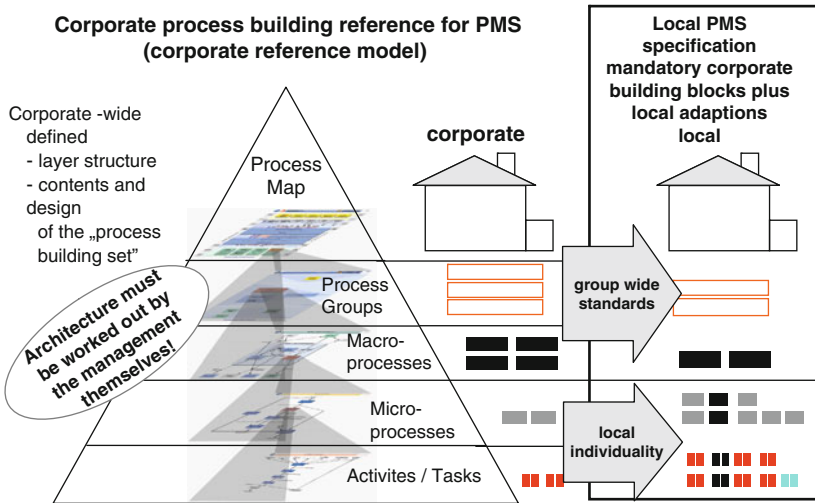 Corporate process building reference for PMS
(corporate reference model)
Local PMS
specification
mandatory corporate
building blocks plus
local adaptions
local
Corporate -wide
defined
- layer structure
- contents and
design
of the „process
building set”
corporate
Process
Map
Architecture must
be worked out by
the management
themselves!
Process
Groups
group wide
standards
Macro-
processes
Micro-
processes
local
individuality
Activites / Tasks